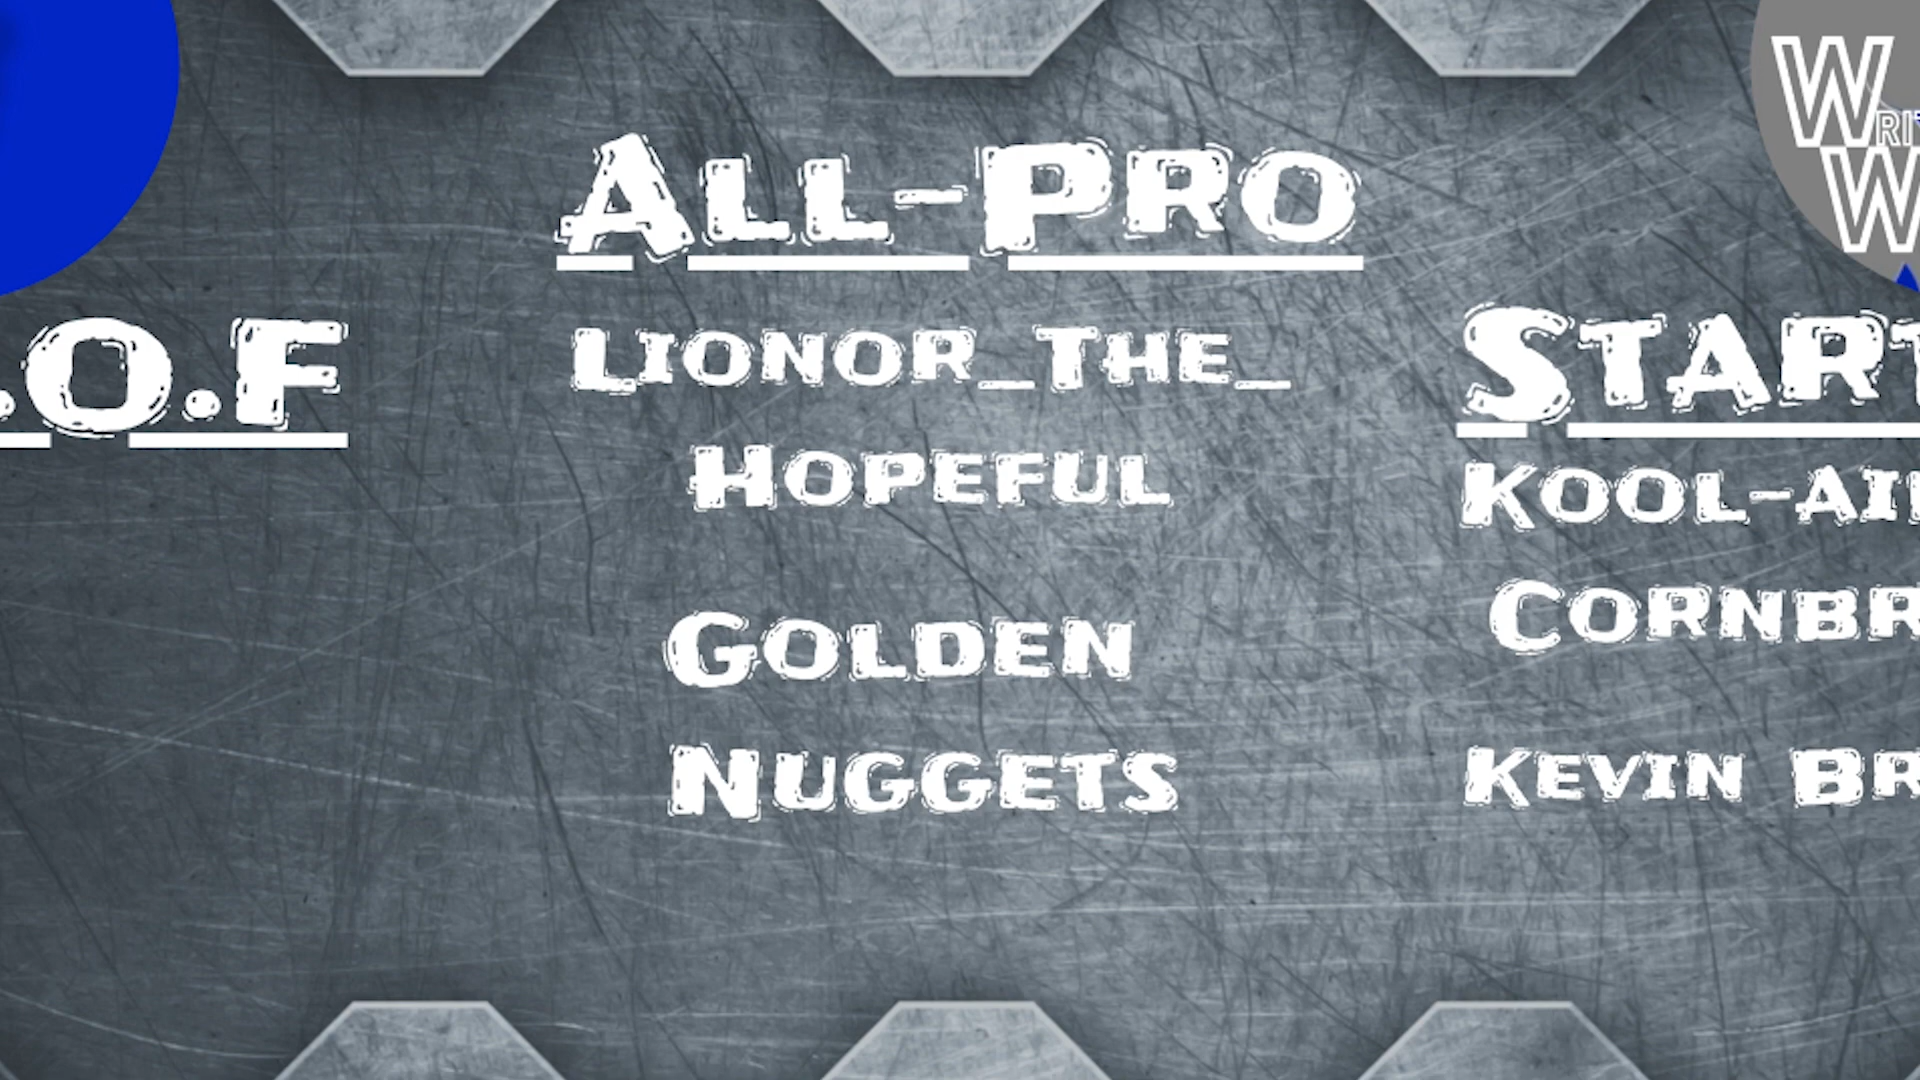 All-Pro
.O.F
Lionor_The_
Hopeful
Golden
Nuggets
Start
Kool-Ai
Cornbr
Kevin Br
W
W